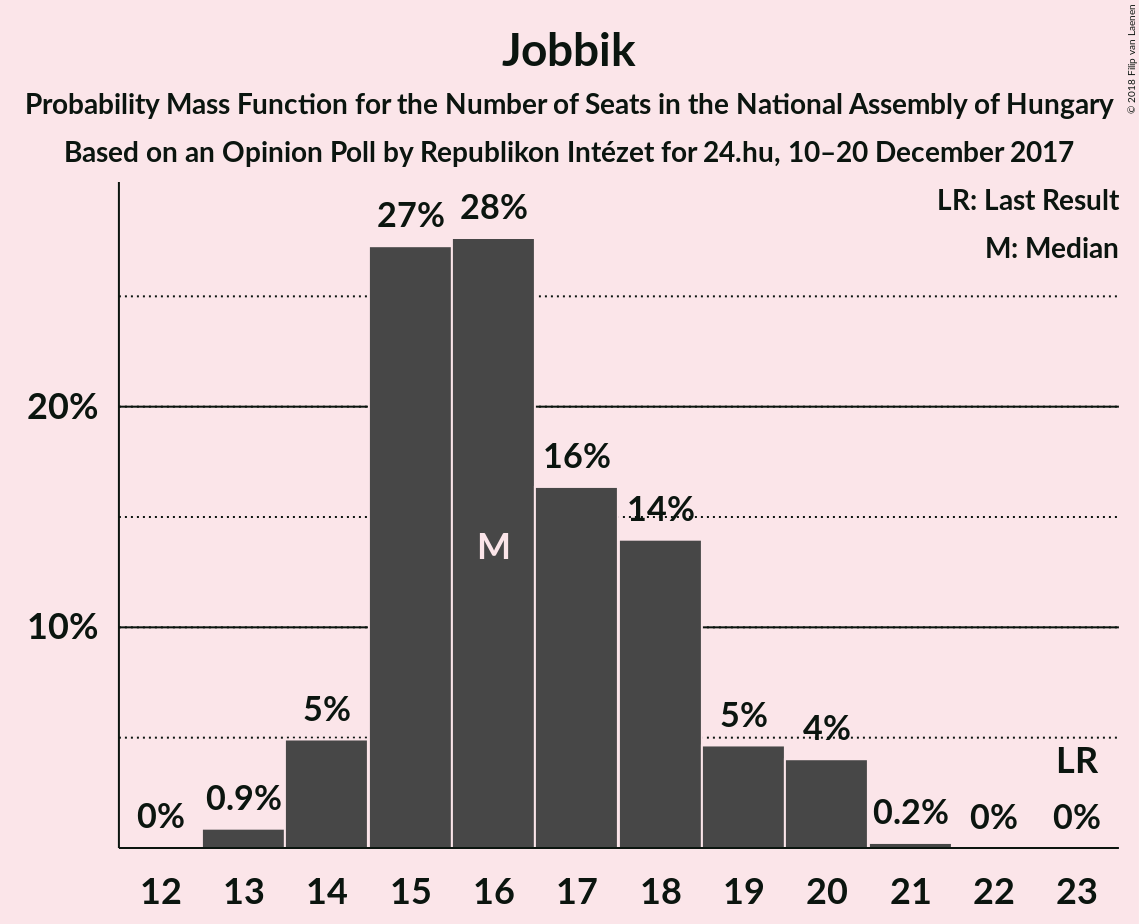 Jobbik
Probability Mass Function for the Number of Seats in the National Assembly of Hungary
Based on an Opinion Poll by Republikon Intézet for 24.hu, 10–20 December 2017
© 2018 Filip van Laenen
LR: Last Result
M: Median
27% 28%
20%
16%
14%
M
10%
5% 5% 4%
LR
0% 0.9% 0.2% 0% 0%
12 13 14 15 16 17 18 19 20 21 22 23